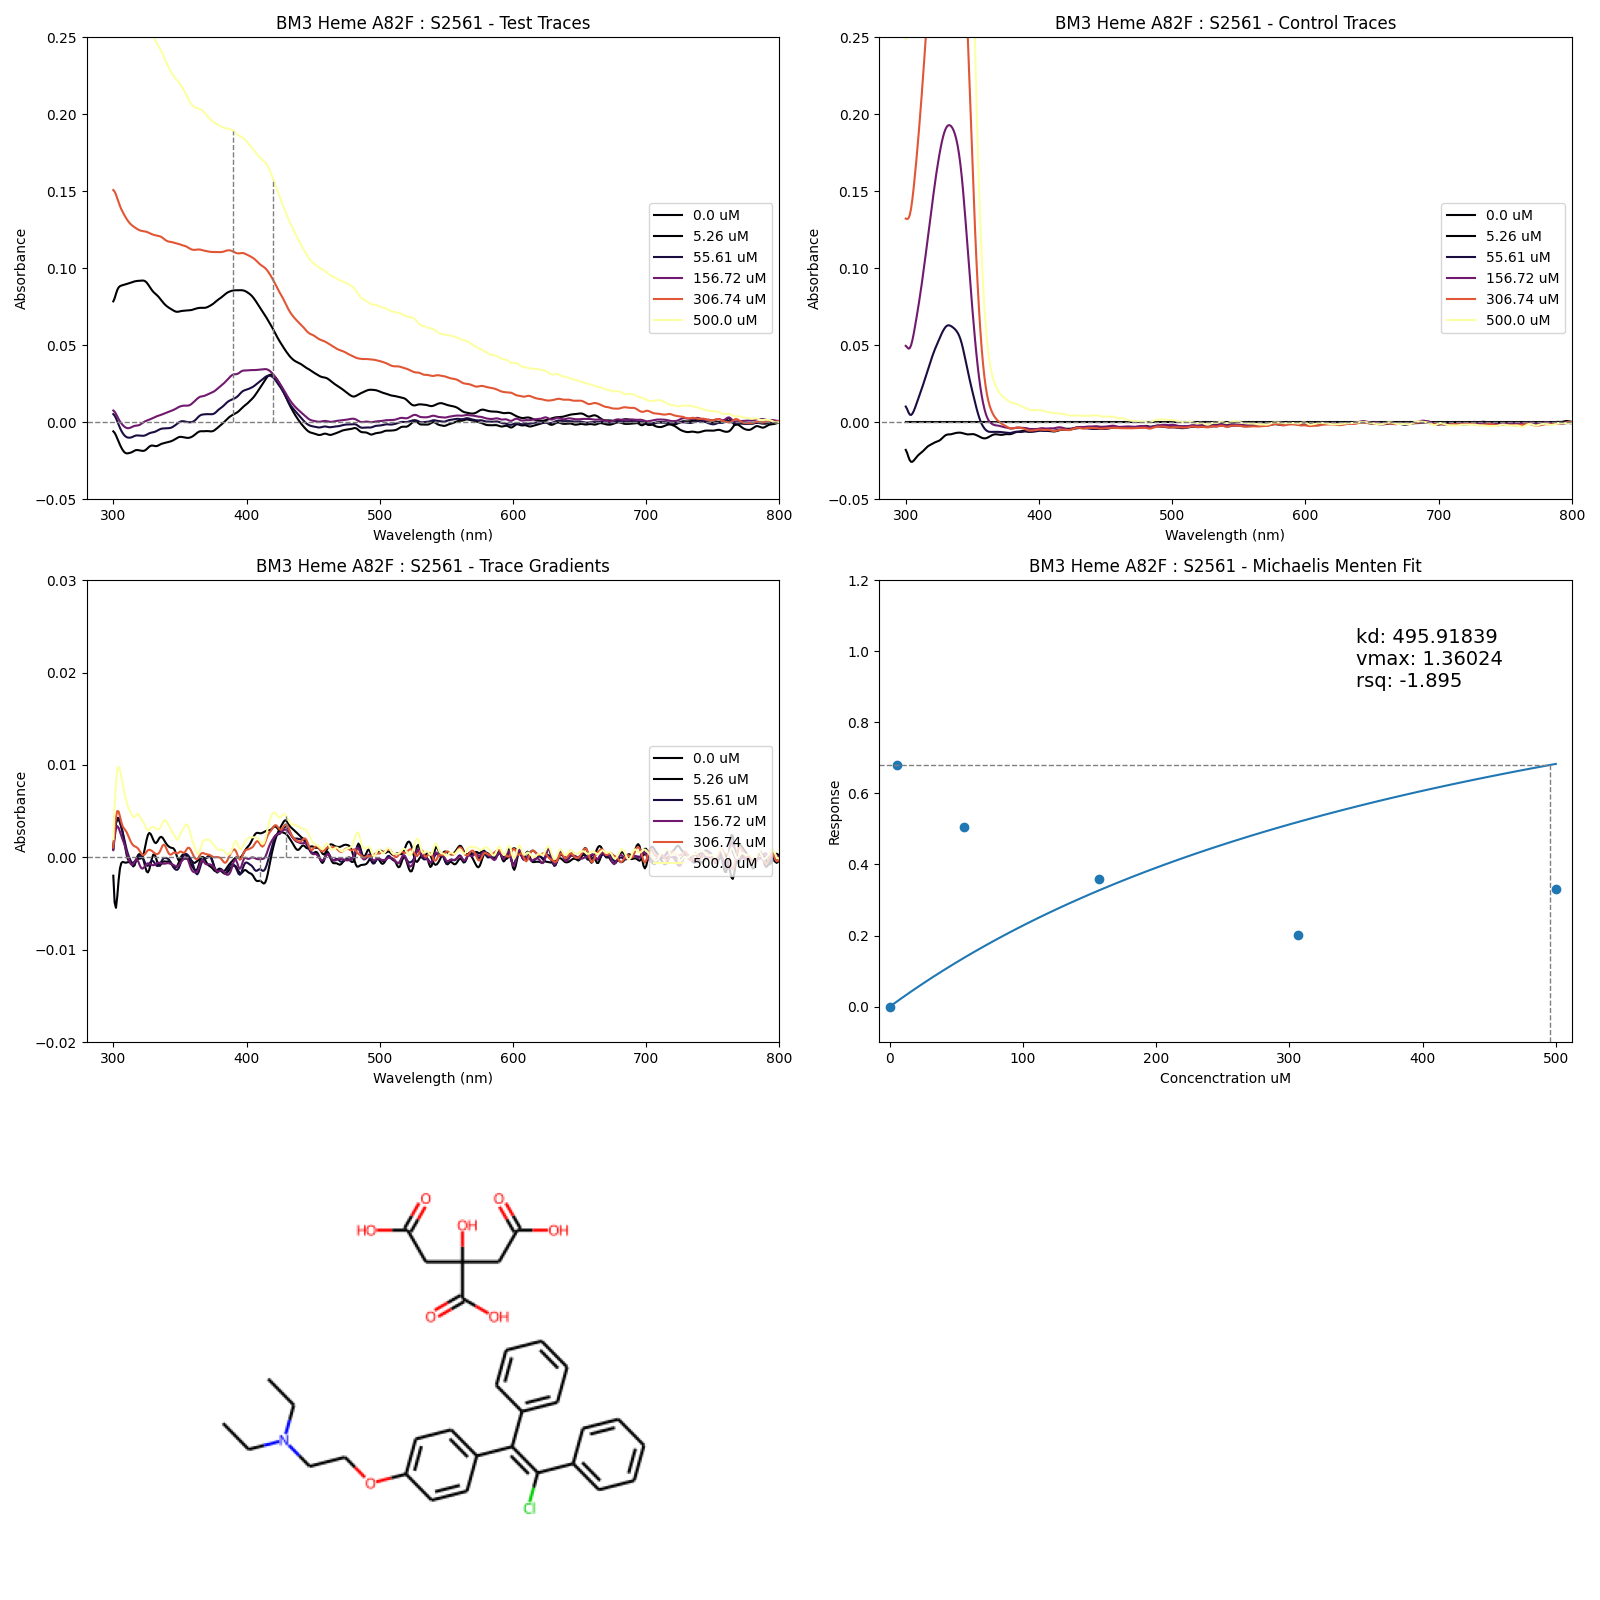 BM3 Heme A82F : S2561 - Test Traces
0.25
0.20
0.15
0.10
0.05
0.00
−0.05
Absorbance
300 400 500 600 700 800
Wavelength (nm)
0.0 uM
5.26 uM
55.61 uM
156.72 uM
306.74 uM
500.0 uM
BM3 Heme A82F : S2561 - Control Traces
0.25
0.20
0.15
0.10
0.05
0.00
−0.05
Absorbance
300 400 500 600 700 800
Wavelength (nm)
0.0 uM
5.26 uM
55.61 uM
156.72 uM
306.74 uM
500.0 uM
BM3 Heme A82F : S2561 - Trace Gradients
0.03
0.02
0.01
0.00
−0.01
−0.02
Absorbance
300 400 500 600 700 800
Wavelength (nm)
0.0 uM
5.26 uM
55.61 uM
156.72 uM
306.74 uM
500.0 uM
BM3 Heme A82F : S2561 - Michaelis Menten Fit
1.2
1.0
0.8
0.6
0.4
0.2
0.0
Response
0 100 200 300 400 500
Concenctration uM
kd: 495.91839
vmax: 1.36024
rsq: -1.895
O O
HO OH OH
O OH
N
O
Cl